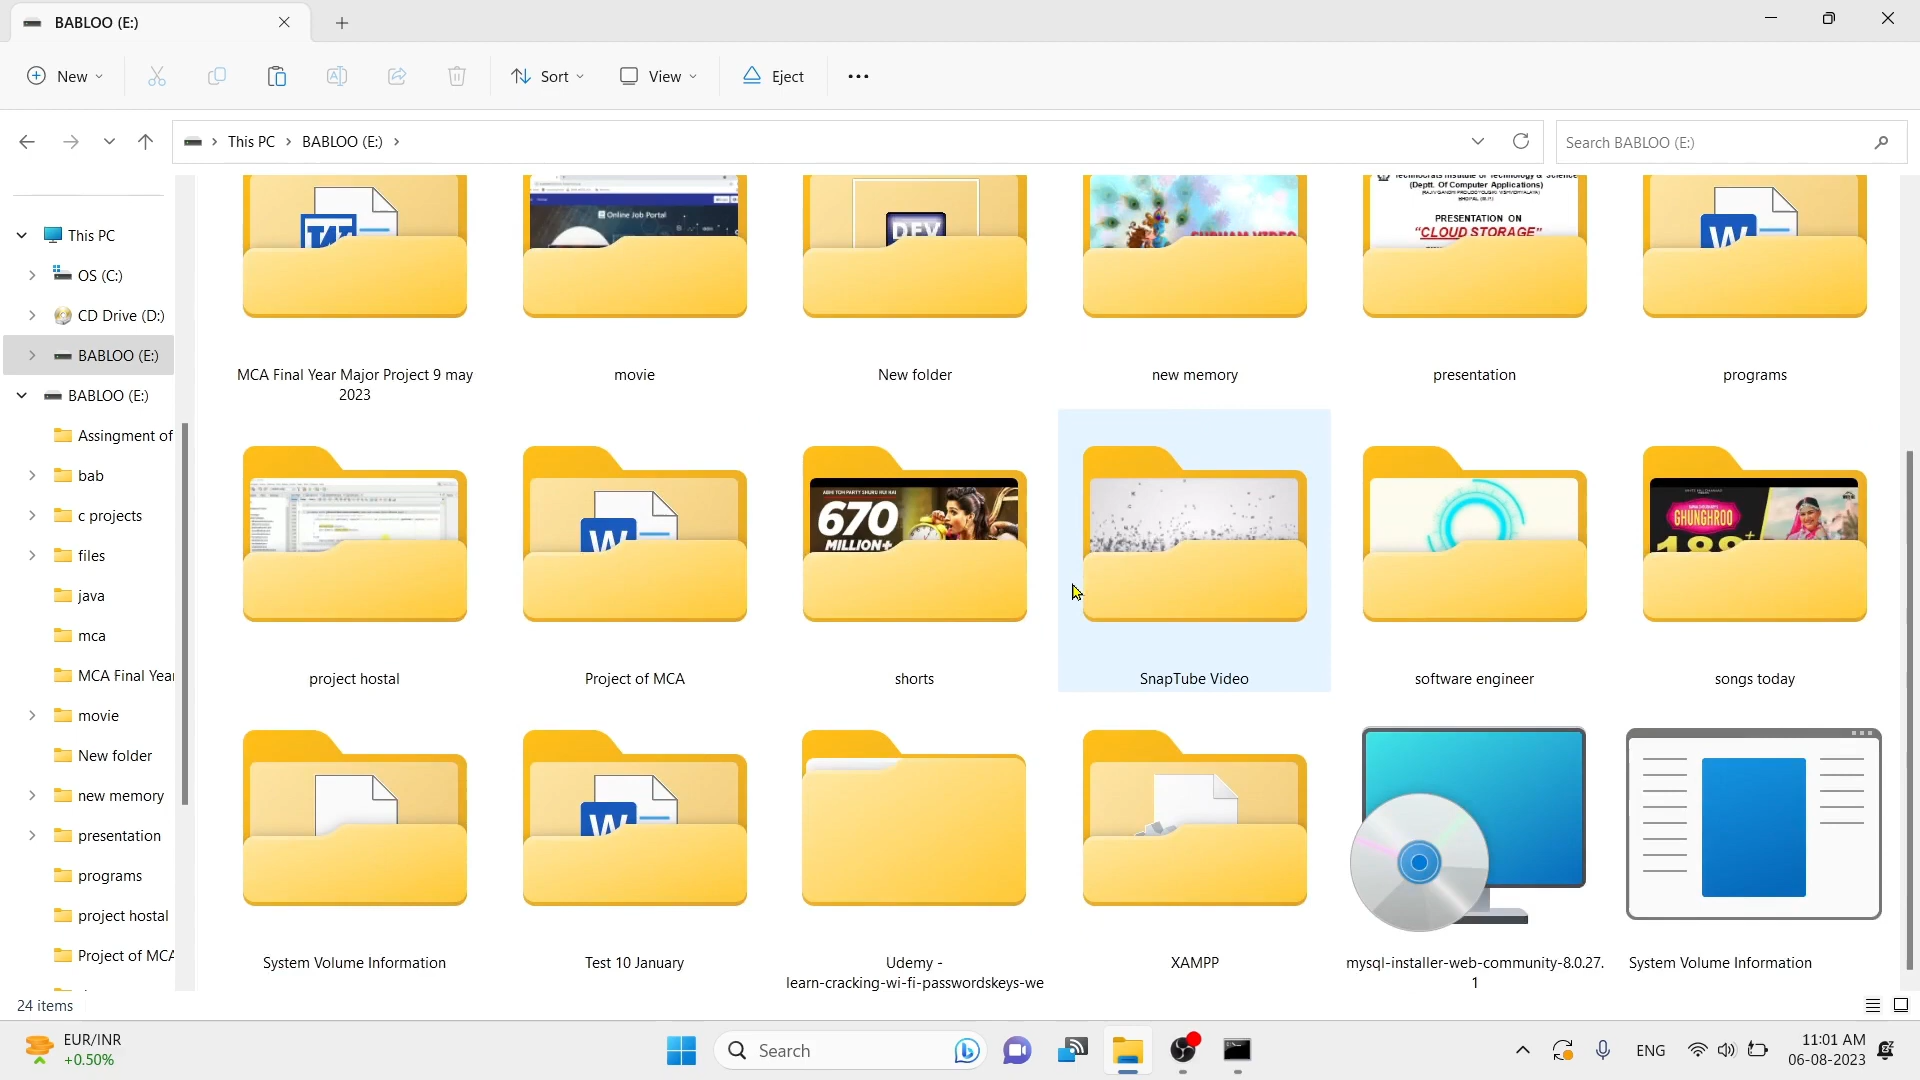 BABLOO (E:)
New
Sort
View
Eject
This PC
BABLOO (E:)
Search BABLOO (E:)
This PC
OS (C:)
CD Drive (D:)
BABLOO (E:)
BABLOO (E:)
Assingment of
bab
c projects
files
java
mca
MCA Final Yea
movie
New folder
new memory
presentation
programs
project hostal
Project of MCA
Online Job Portal
DEV
(Deptt. Of Computer Applications)
PRESENTATION ON
"CLOUD STORAGE"
W
MCA Final Year Major Project 9 may
2023
movie
New folder
new memory
presentation
programs
W
670
MILLION+
GHUNGHROO
project hostal
Project of MCA
shorts
SnapTube Video
software engineer
songs today
W
System Volume Information
Test 10 January
Udemy -
learn-cracking-wi-fi-passwordskeys-we
XAMPP
mysql-installer-web-community-8.0.27.
1
System Volume Information
24 items
EUR/INR
+0.50%
Search
ENG
11:01 AM
06-08-2023